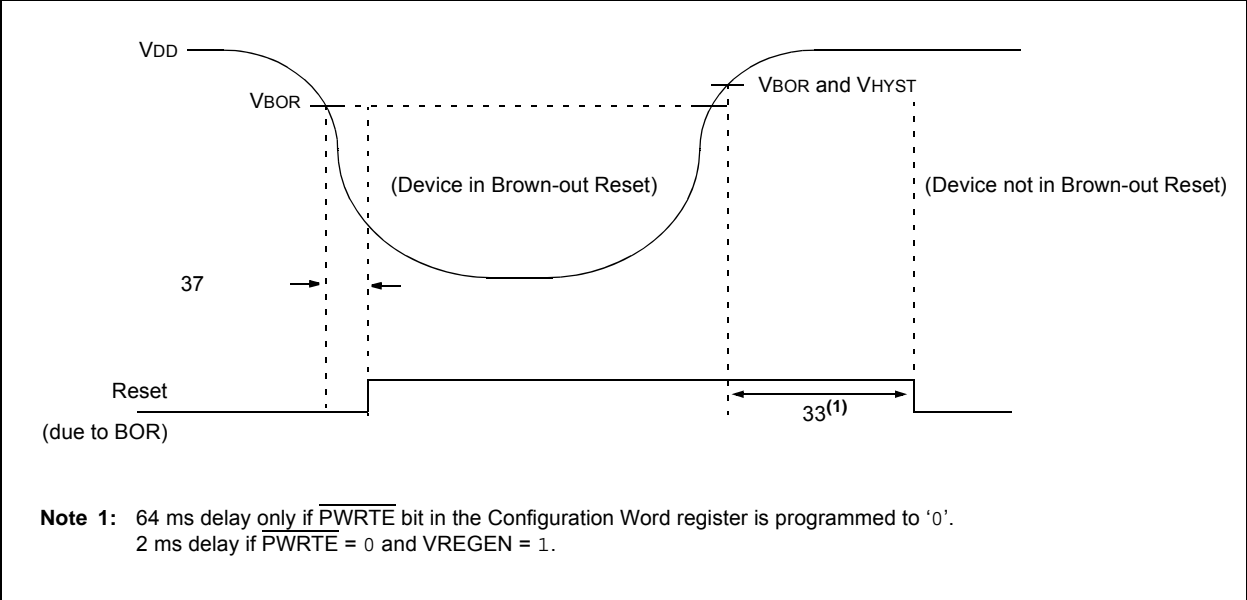 VDD
VBOR and VHYST
VBOR
(Device in Brown-out Reset)
(Device not in Brown-out Reset)
37
Reset
33(1)
(due to BOR)
Note 1: 64 ms delay only if PWRTE bit in the Configuration Word register is programmed to ‘0’.
2 ms delay if PWRTE = 0 and VREGEN = 1.